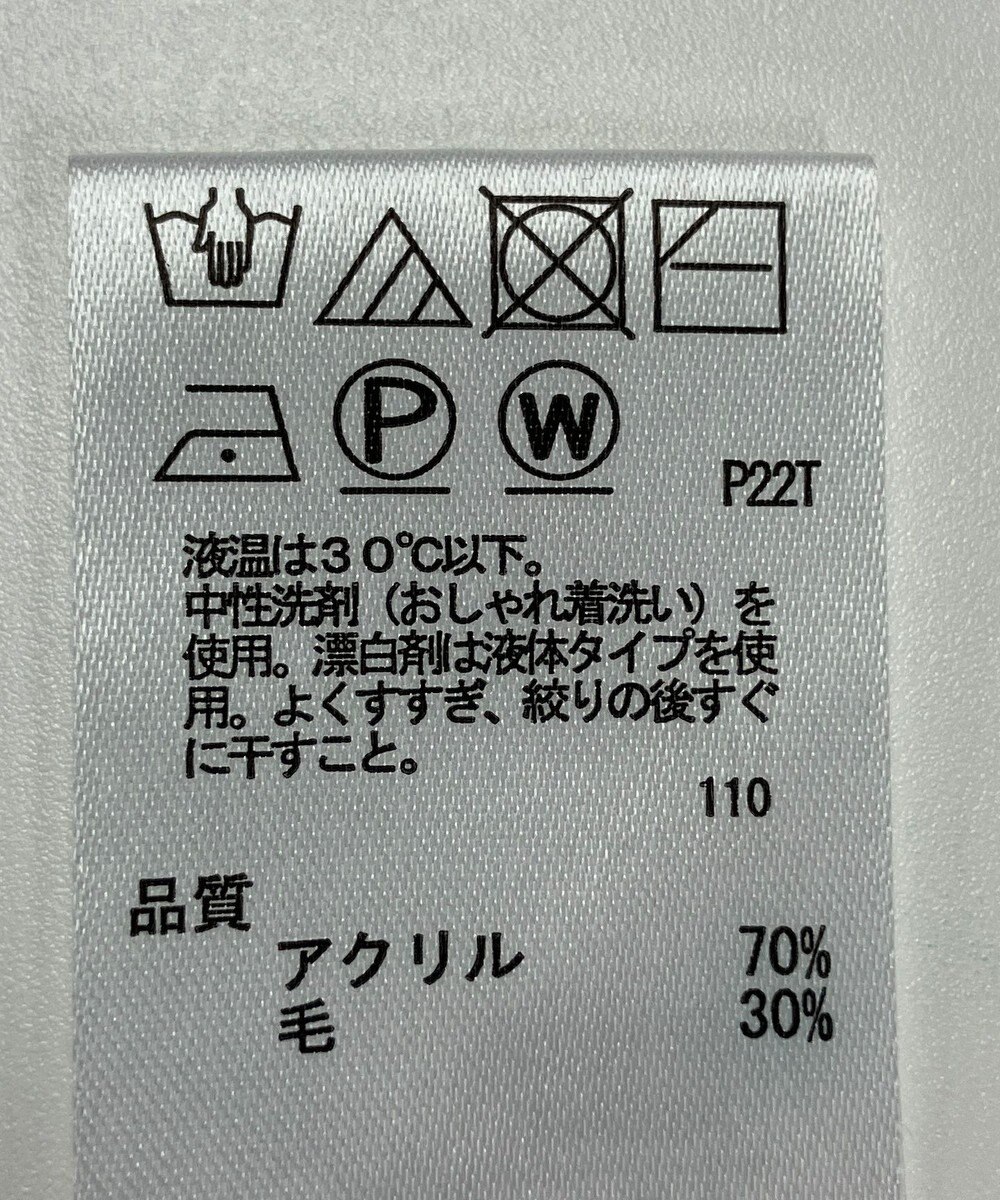 P W
P22T
液温は３０℃以下。
中性洗剤（おしゃれ着洗い）を
使用。漂白剤は液体タイプを使
用。よくすすぎ、絞りの後すぐ
に干すこと。
110
品質
アクリル 70%
毛 30%